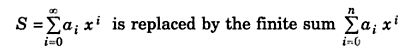 S = ∞∑i=0 a_i x^i is replaced by the finite sum n∑i=0 a_i x^i